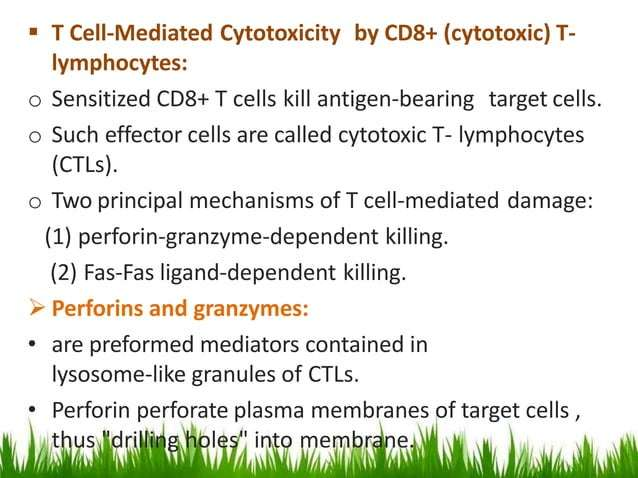 ▪ T Cell-Mediated Cytotoxicity by CD8+ (cytotoxic) T-
lymphocytes:
o Sensitized CD8+ T cells kill antigen-bearing target cells.
o Such effector cells are called cytotoxic T- lymphocytes
(CTLs).
o Two principal mechanisms of T cell-mediated damage:
(1) perforin-granzyme-dependent killing.
(2) Fas-Fas ligand-dependent killing.
➢ Perforins and granzymes:
• are preformed mediators contained in
lysosome-like granules of CTLs.
• Perforin perforate plasma membranes of target cells ,
thus "drilling holes" into membrane.